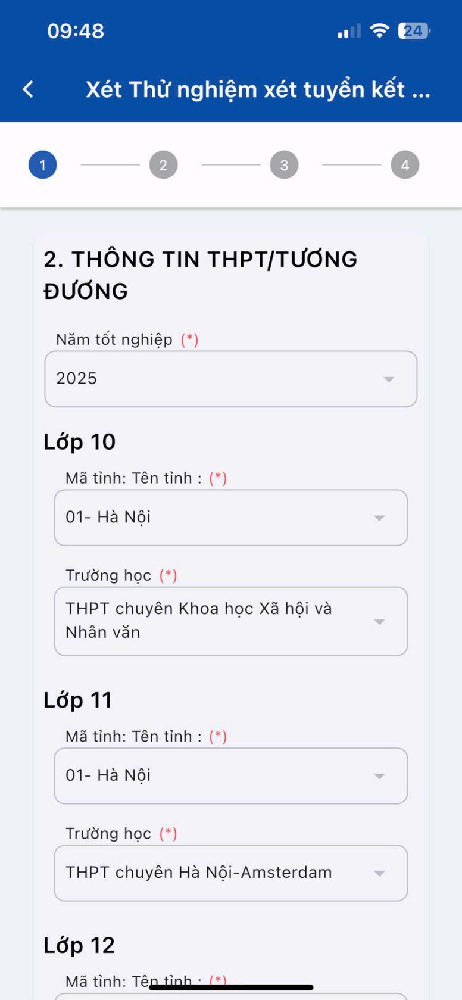 09:48
24
Xét Thử nghiệm xét tuyển kết ...
1
2
3
4
2. THÔNG TIN THPT/TƯƠNG
ĐƯƠNG
Năm tốt nghiệp (*)
2025
Lớp 10
Mã tỉnh: Tên tỉnh : (*)
01- Hà Nội
Trường học (*)
THPT chuyên Khoa học Xã hội và
Nhân văn
Lớp 11
Mã tỉnh: Tên tỉnh : (*)
01- Hà Nội
Trường học (*)
THPT chuyên Hà Nội-Amsterdam
Lớp 12
Mã tỉnh: Tên tỉnh : (*)